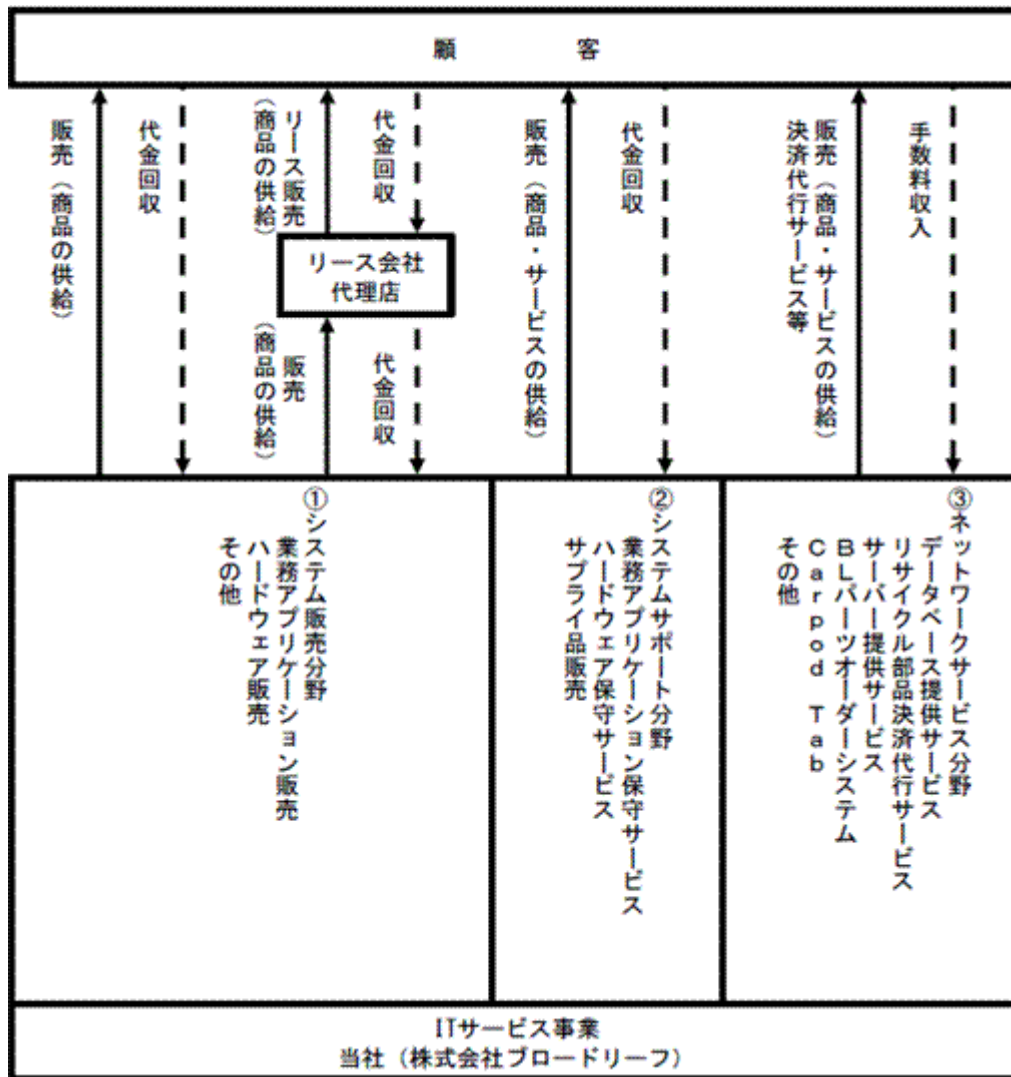 顧　客
販売（商品の供給）
代金回収
リース販売
（商品の供給）
代金回収
リース会社
代理店
販売
（商品の供給）
代金回収
販売（商品・サービスの供給）
代金回収
販売（商品・サービスの供給）
決済代行サービス等
手数料収入
①システム販売分野
業務アプリケーション販売
ハードウェア販売
その他
②システムサポート分野
業務アプリケーション保守サービス
ハードウェア保守サービス
サプライ品販売
③ネットワークサービス分野
データベース提供サービス
リサイクル部品決済代行サービス
サーバー提供サービス
ＢＬパーツオーダーシステム
Ｃａｒｐｏｄ　Ｔａｂ
その他
ITサービス事業
当社（株式会社ブロードリーフ）